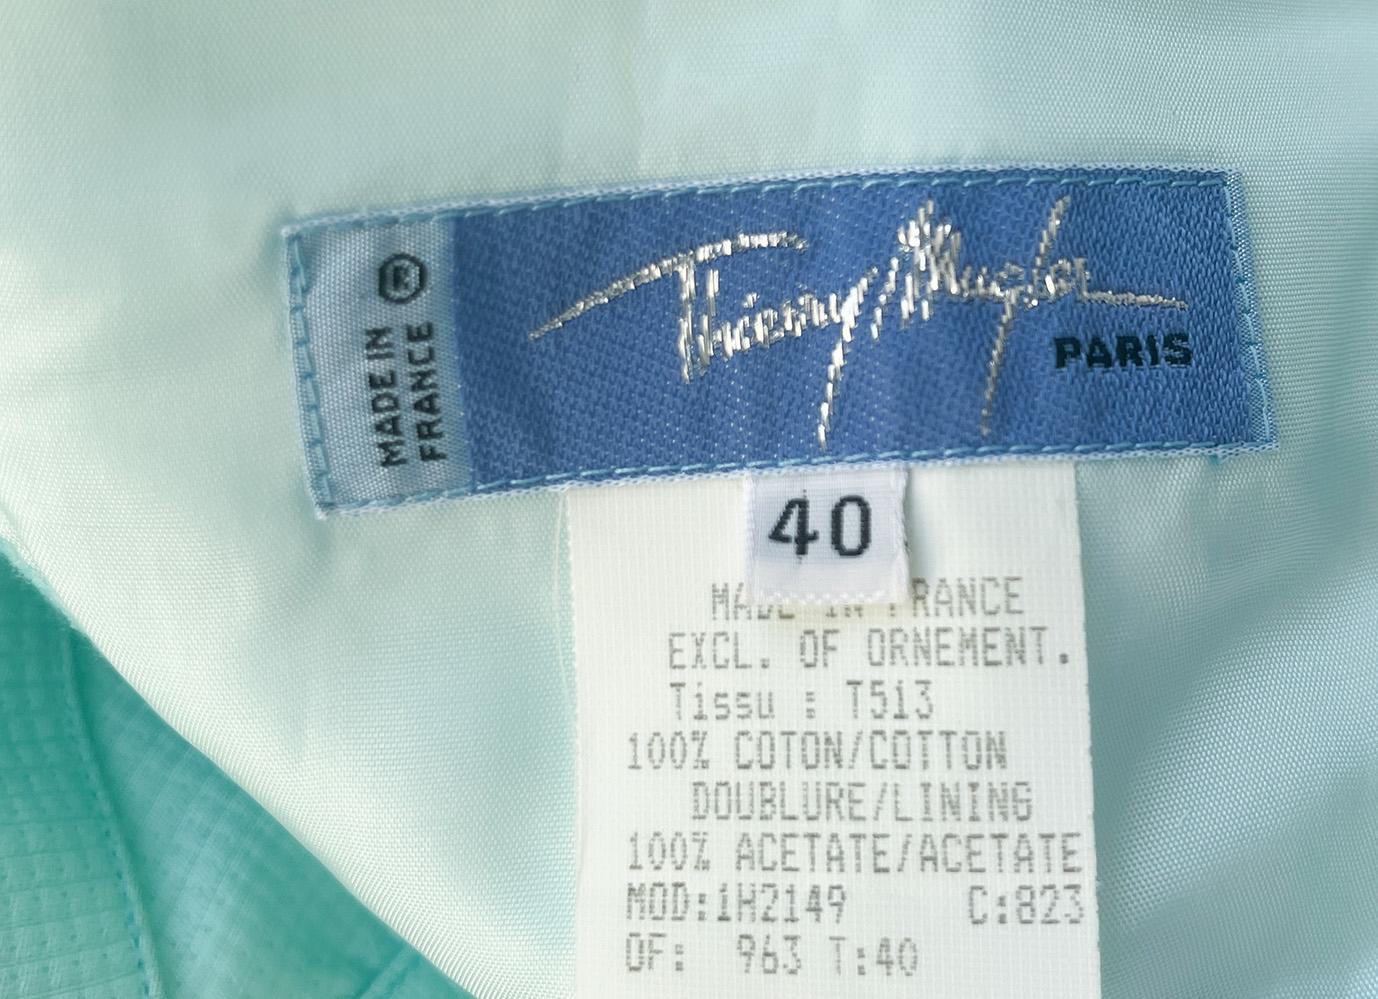 MADE IN
FRANCE ®
Thierry Mugler
PARIS
40
MADE IN FRANCE
EXCL. OF ORNEMENT.
Tissu : T513
100% COTON/COTTON
DOUBLURE/LINING
100% ACETATE/ACETATE
MOD:iH2149 C:823
OF: 963 T:40